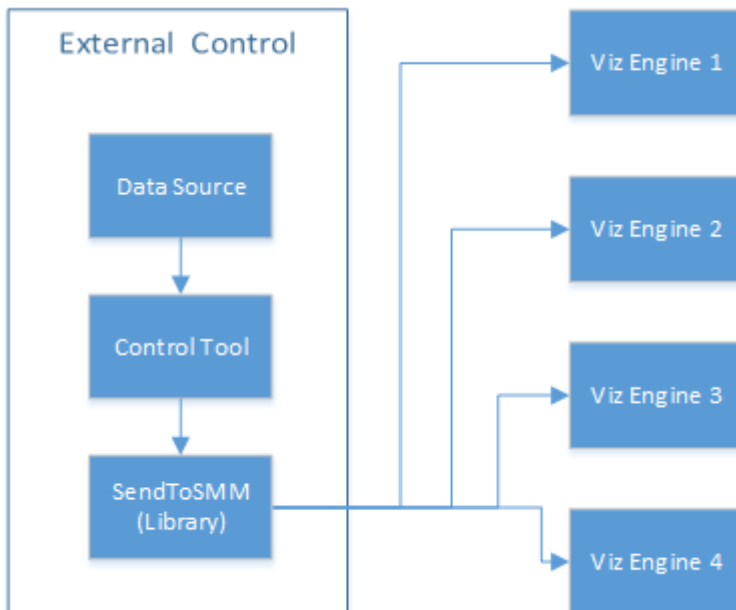 External Control
Data Source
Control Tool
SendToSMM
(Library)
Viz Engine 1
Viz Engine 2
Viz Engine 3
Viz Engine 4